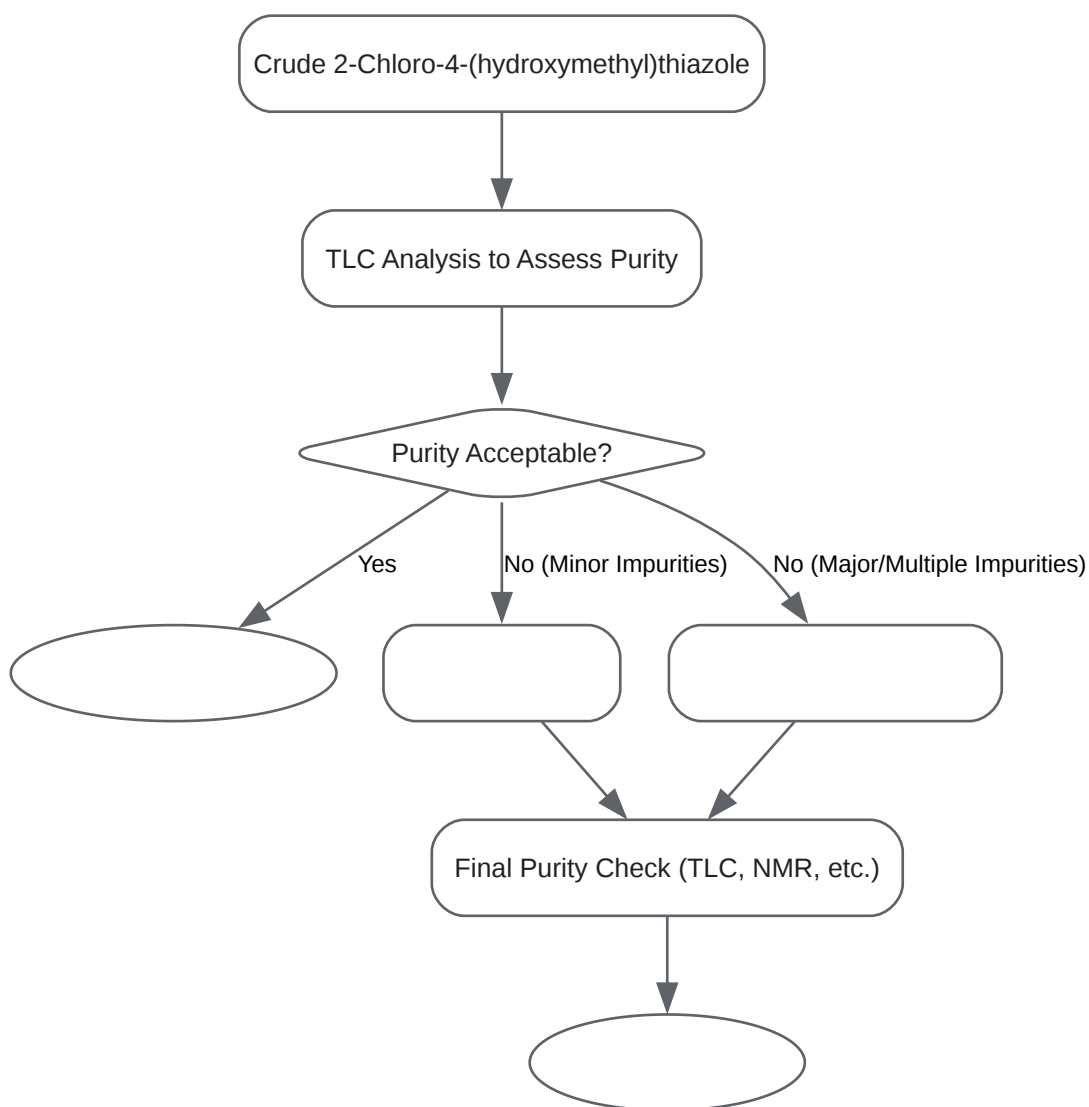 Crude 2-Chloro-4-(hydroxymethyl)thiazole
TLC Analysis to Assess Purity
Purity Acceptable?
Yes
No (Minor Impurities)
No (Major/Multiple Impurities)
Final Purity Check (TLC, NMR, etc.)